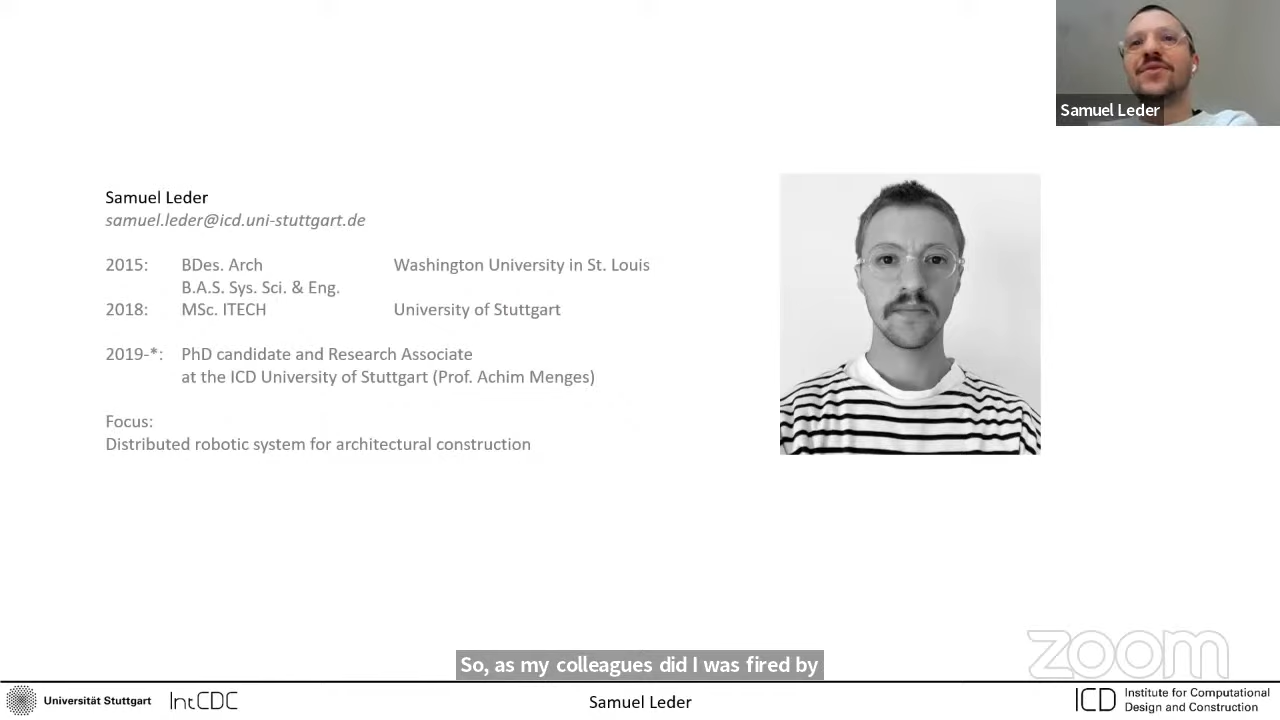 Samuel Leder
Samuel Leder
samuel.leder@icd.uni-stuttgart.de
2015: BDes. Arch Washington University in St. Louis
B.A.S. Sys. Sci. & Eng.
2018: MSc. ITECH University of Stuttgart
2019-*: PhD candidate and Research Associate
at the ICD University of Stuttgart (Prof. Achim Menges)
Focus:
Distributed robotic system for architectural construction
zoom
So, as my colleagues did I was fired by
Universität Stuttgart IntCDC Samuel Leder ICD Institute for Computational
Design and Construction